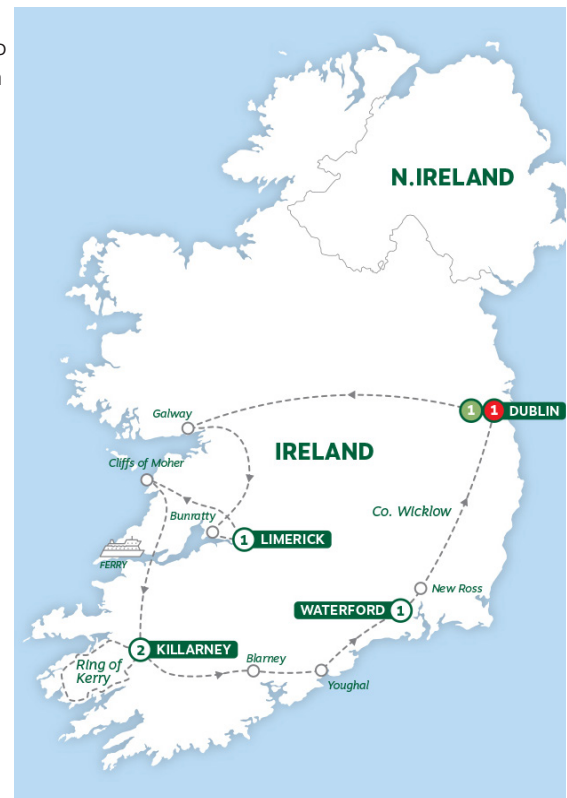 N.IRELAND
1
1
DUBLIN
Galway
IRELAND
Cliffs of Moher
Bunratty
Co. Wicklow
1
LIMERICK
FERRY
New Ross
WATERFORD
1
2
KILLARNEY
Ring of
Kerry
Blarney
Youghal